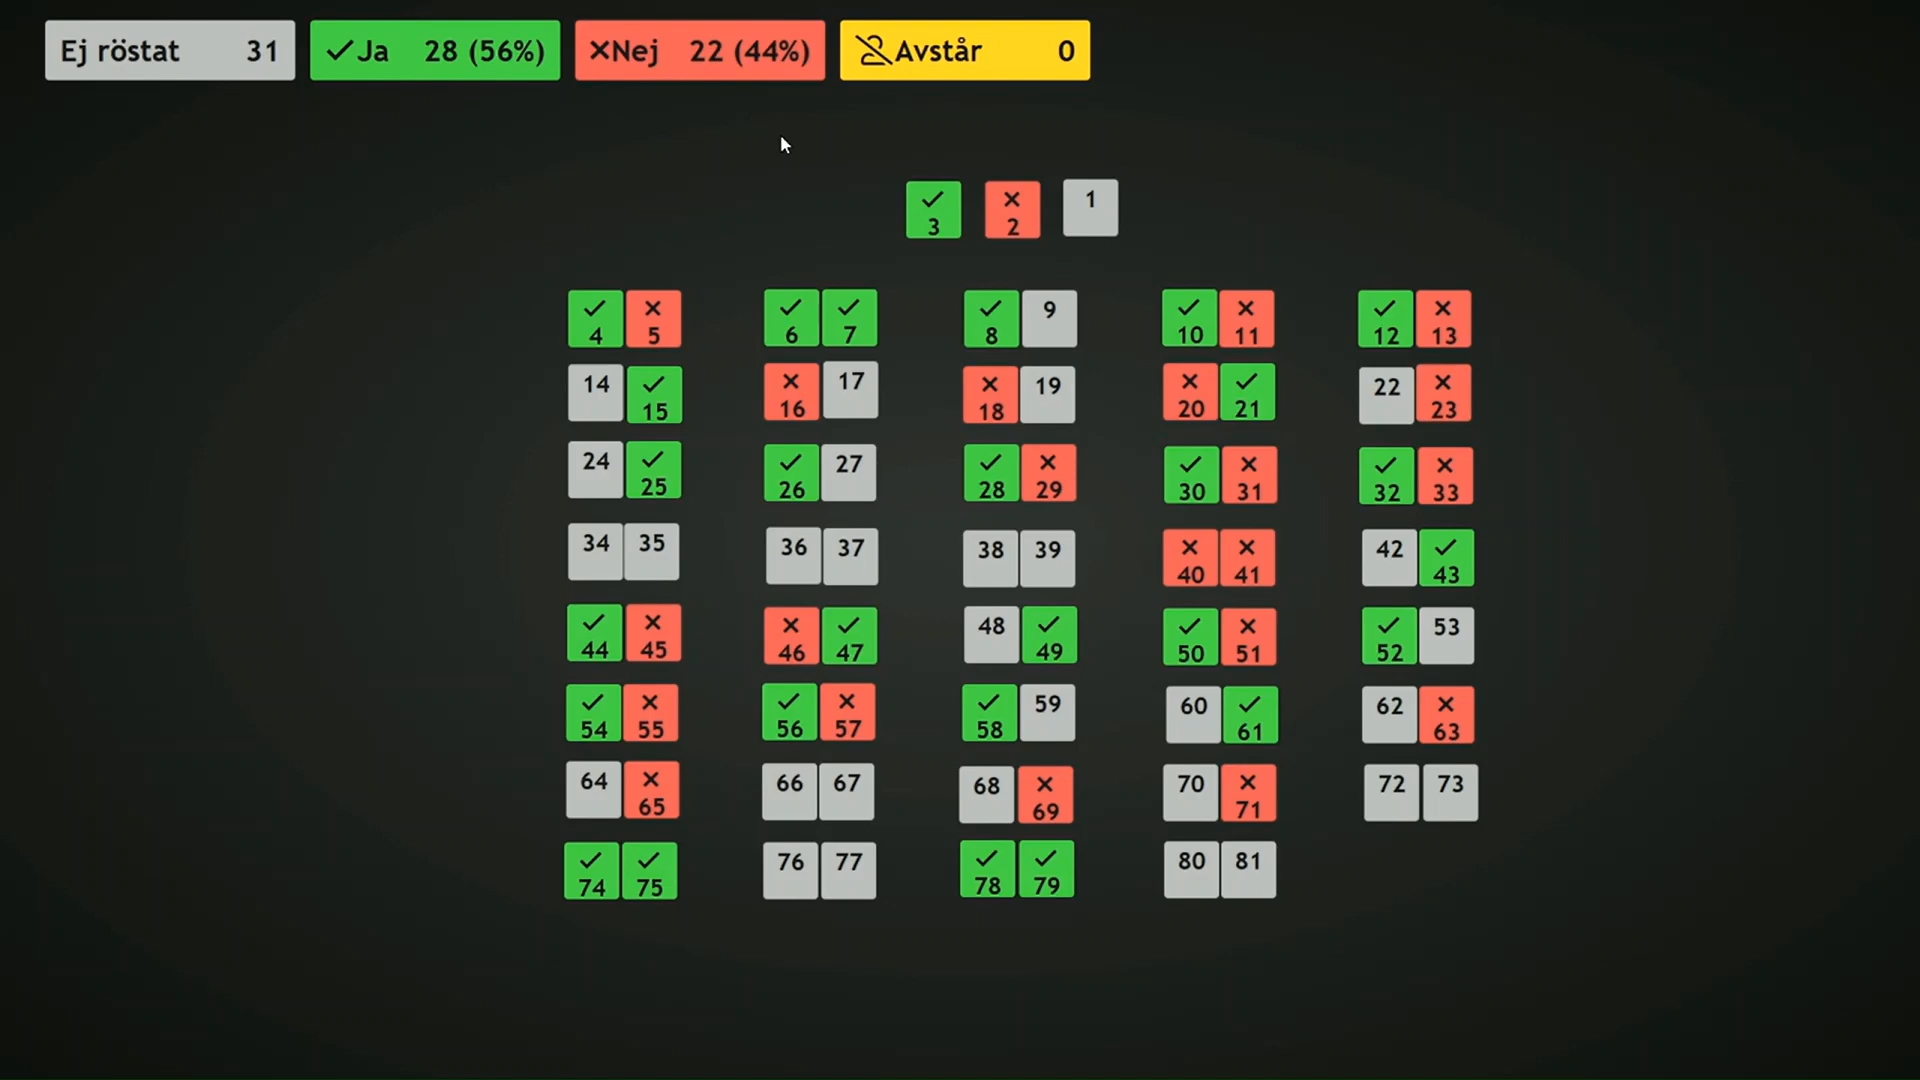 Ej röstat 31 ✓Ja 28 (56%) ✕Nej 22 (44%) Avstår 0
✓ ✕ 1
3 2
✓ ✕ ✓ ✓ ✓ 9 ✓ ✕ ✓ ✕
4 5 6 7 8 10 11 12 13
14 ✓ ✕ 17 ✕ 19 ✕ ✓ 22 ✕
15 16 18 20 21 23
24 ✓ ✓ 27 ✓ ✕ ✓ ✕ ✓ ✕
25 26 28 29 30 31 32 33
34 35 36 37 38 39 ✕ ✕ 42 ✓
40 41 43
✓ ✕ ✕ ✓ 48 ✓ ✓ ✕ ✓ 53
44 45 46 47 49 50 51 52
✓ ✕ ✓ ✕ ✓ 59 60 ✓ 62 ✕
54 55 56 57 58 61 63
64 ✕ 66 67 68 ✕ 70 ✕ 72 73
65 69 71
✓ ✓ 76 77 ✓ ✓ 80 81
74 75 78 79